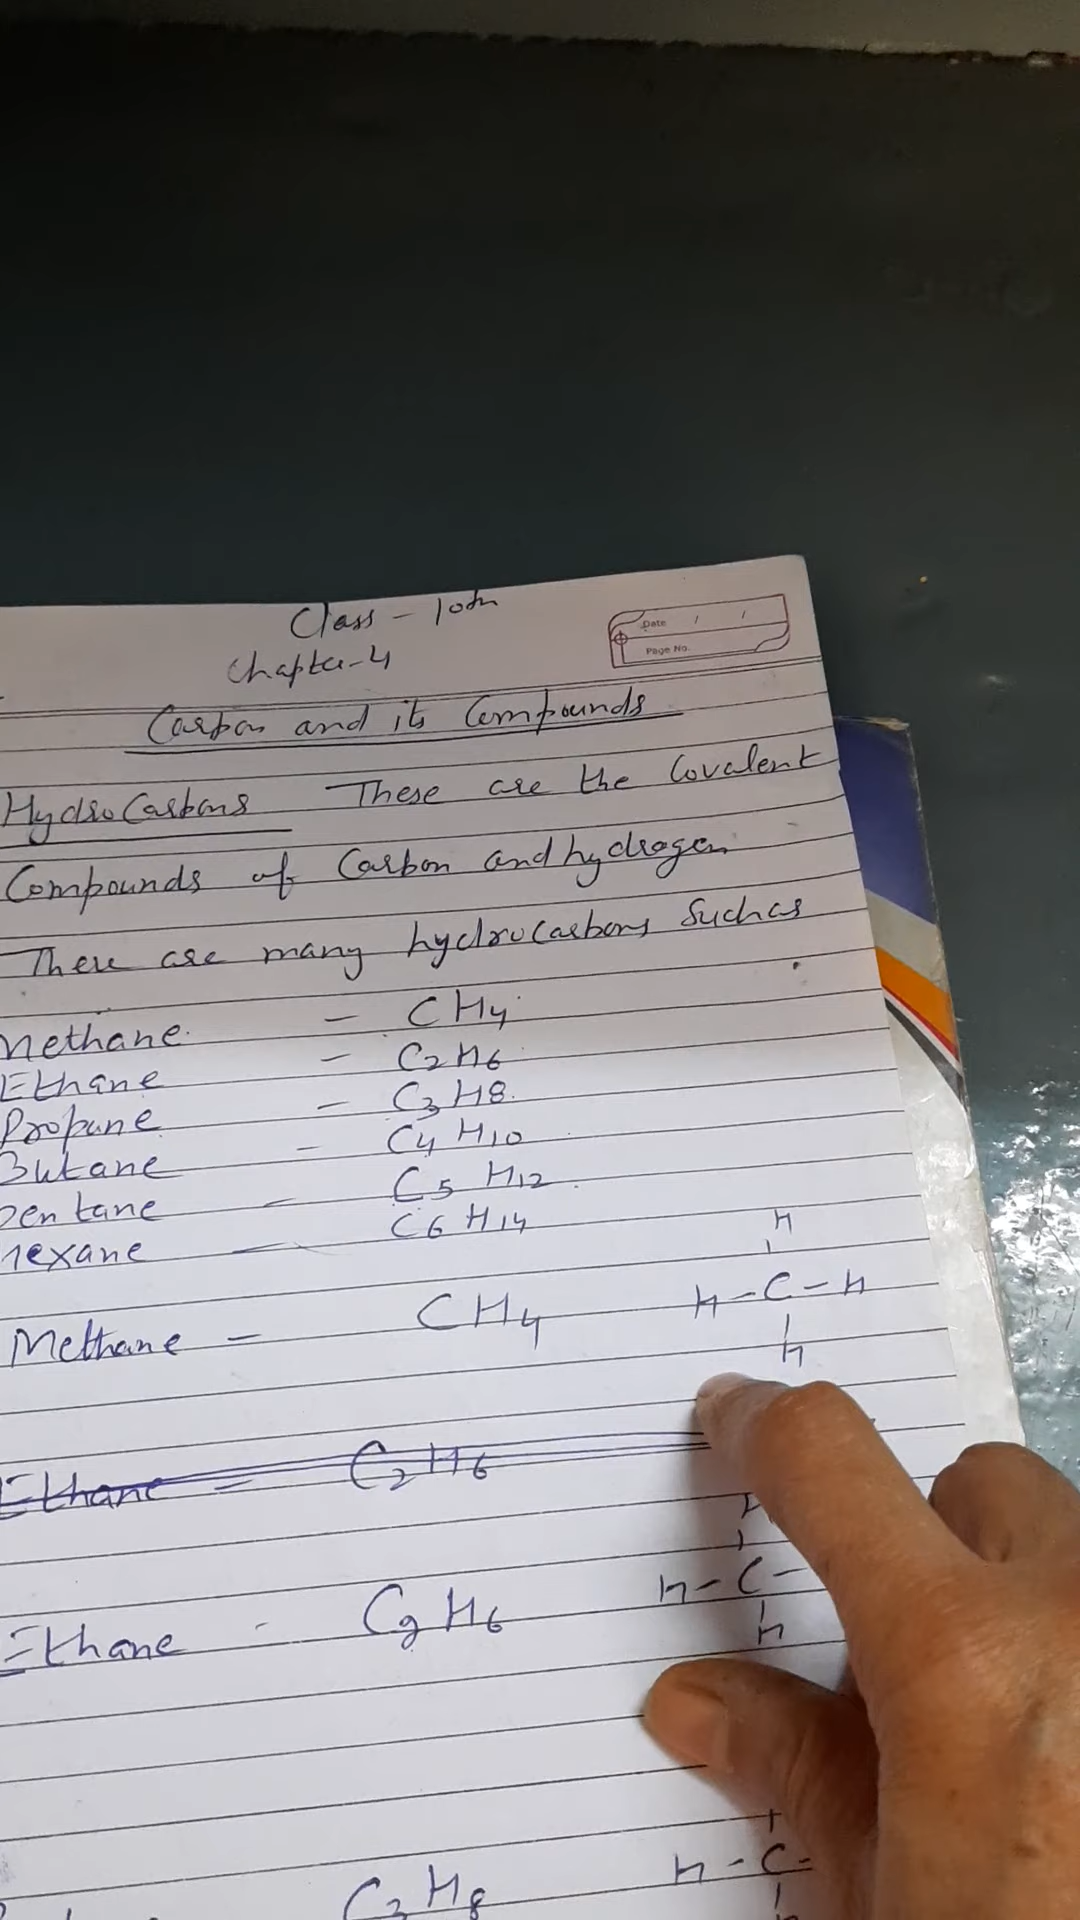 Class - 10th
Chapter-4
Date / /
Page No.
Carbon and its Compounds
Hydrocarbons These are the Covalent
Compounds of Carbon and hydrogen
There are many hydrocarbons Such as
Methane - CH4
Ethane - C2H6
Propane - C3H8
Butane - C4H10
Pentane - C5H12
Hexane - C6H14
H
H-C-H
H
Methane - CH4
Ethane = C2H6
H
H-C-
H
Ethane - C2H6
H-C-
C3H8